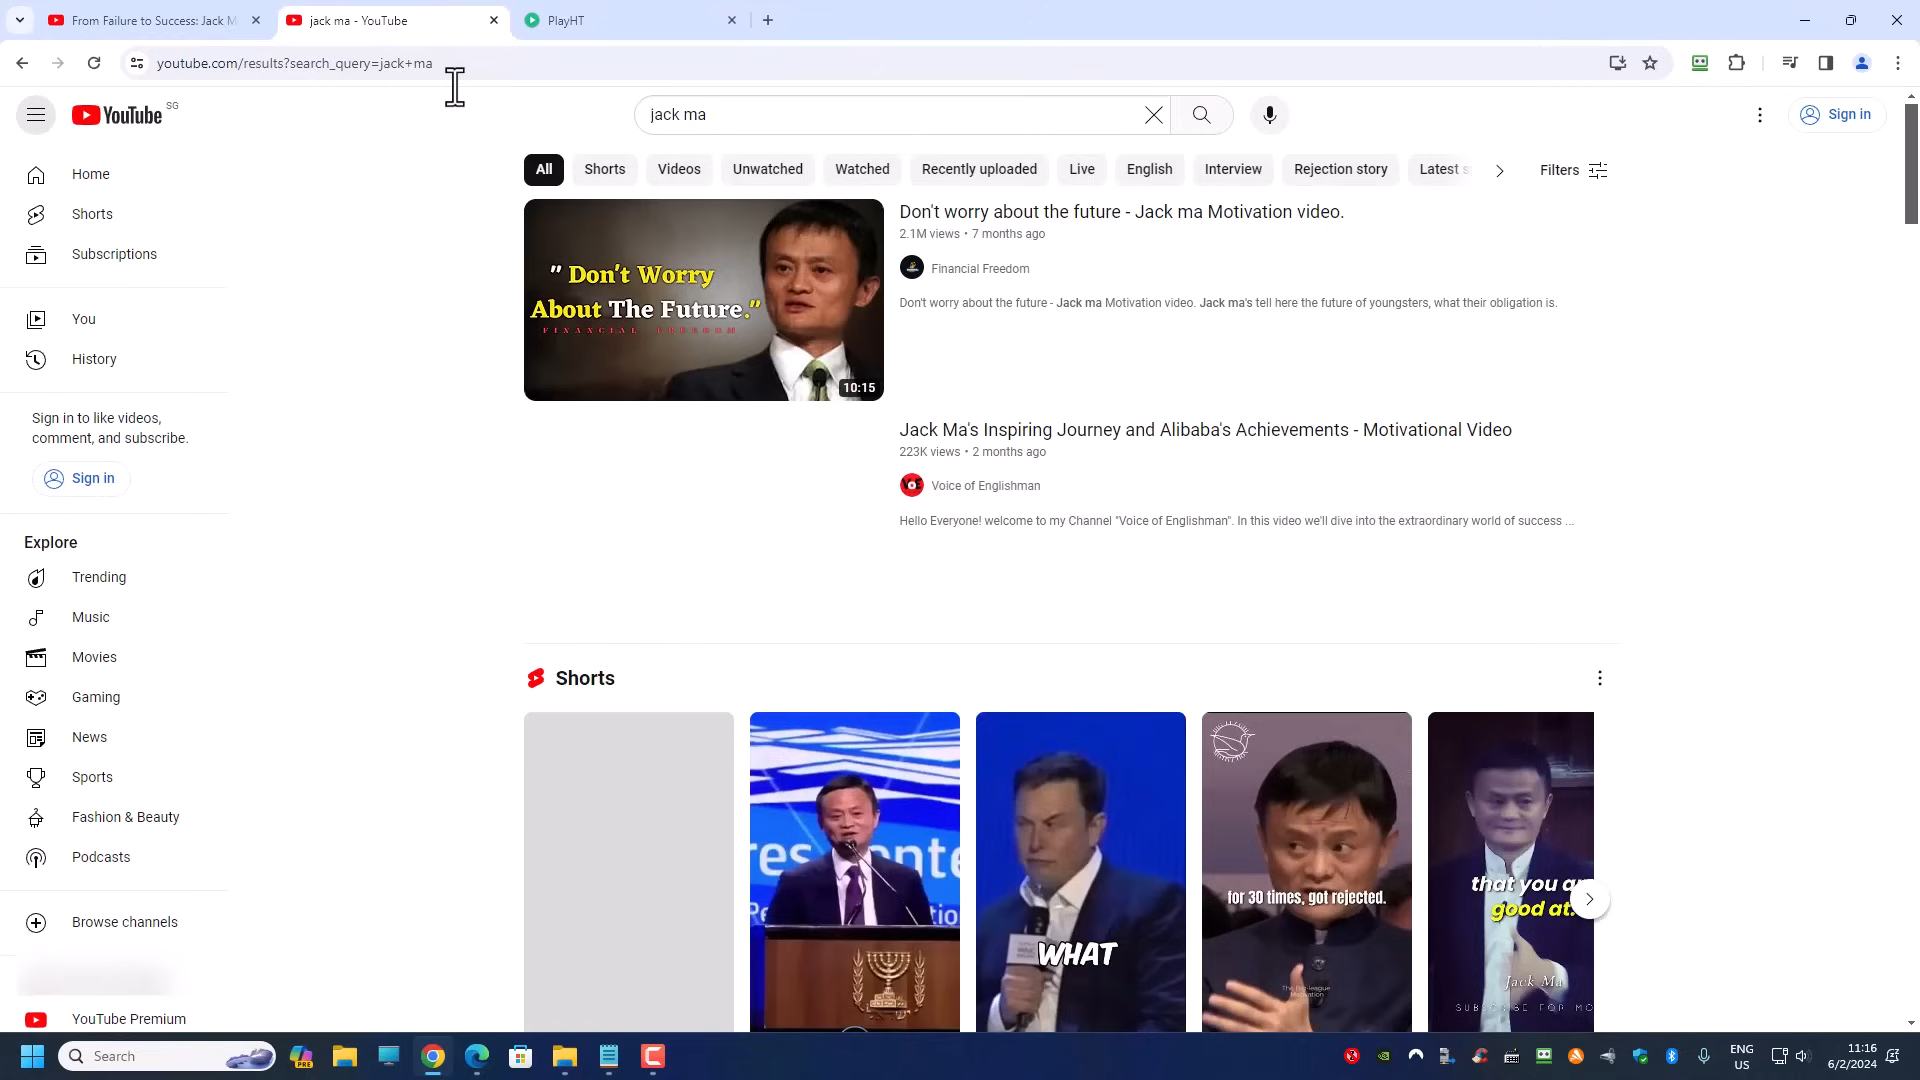 From Failure to Success: Jack M
jack ma - YouTube
PlayHT
youtube.com/results?search_query=jack+ma
YouTube SG
jack ma
Sign in
Home
Shorts
Subscriptions
You
History
Sign in to like videos,
comment, and subscribe.
Sign in
Explore
Trending
Music
Movies
Gaming
News
Sports
Fashion & Beauty
Podcasts
Browse channels
YouTube Premium
All
Shorts
Videos
Unwatched
Watched
Recently uploaded
Live
English
Interview
Rejection story
Latest s
Filters
" Don't Worry
About The Future."
FINANCIAL FREEDOM
10:15
Don't worry about the future - Jack ma Motivation video.
2.1M views • 7 months ago
Financial Freedom
Don't worry about the future - Jack ma Motivation video. Jack ma's tell here the future of youngsters, what their obligation is.
Jack Ma's Inspiring Journey and Alibaba's Achievements - Motivational Video
223K views • 2 months ago
Voice of Englishman
Hello Everyone! welcome to my Channel "Voice of Englishman". In this video we'll dive into the extraordinary world of success ...
Shorts
WHAT
for 30 times, got rejected.
that you a
good at.
Jack Ma
SUBSCRIBE FOR MO
Search
PRE
ENG
US
11:16
6/2/2024